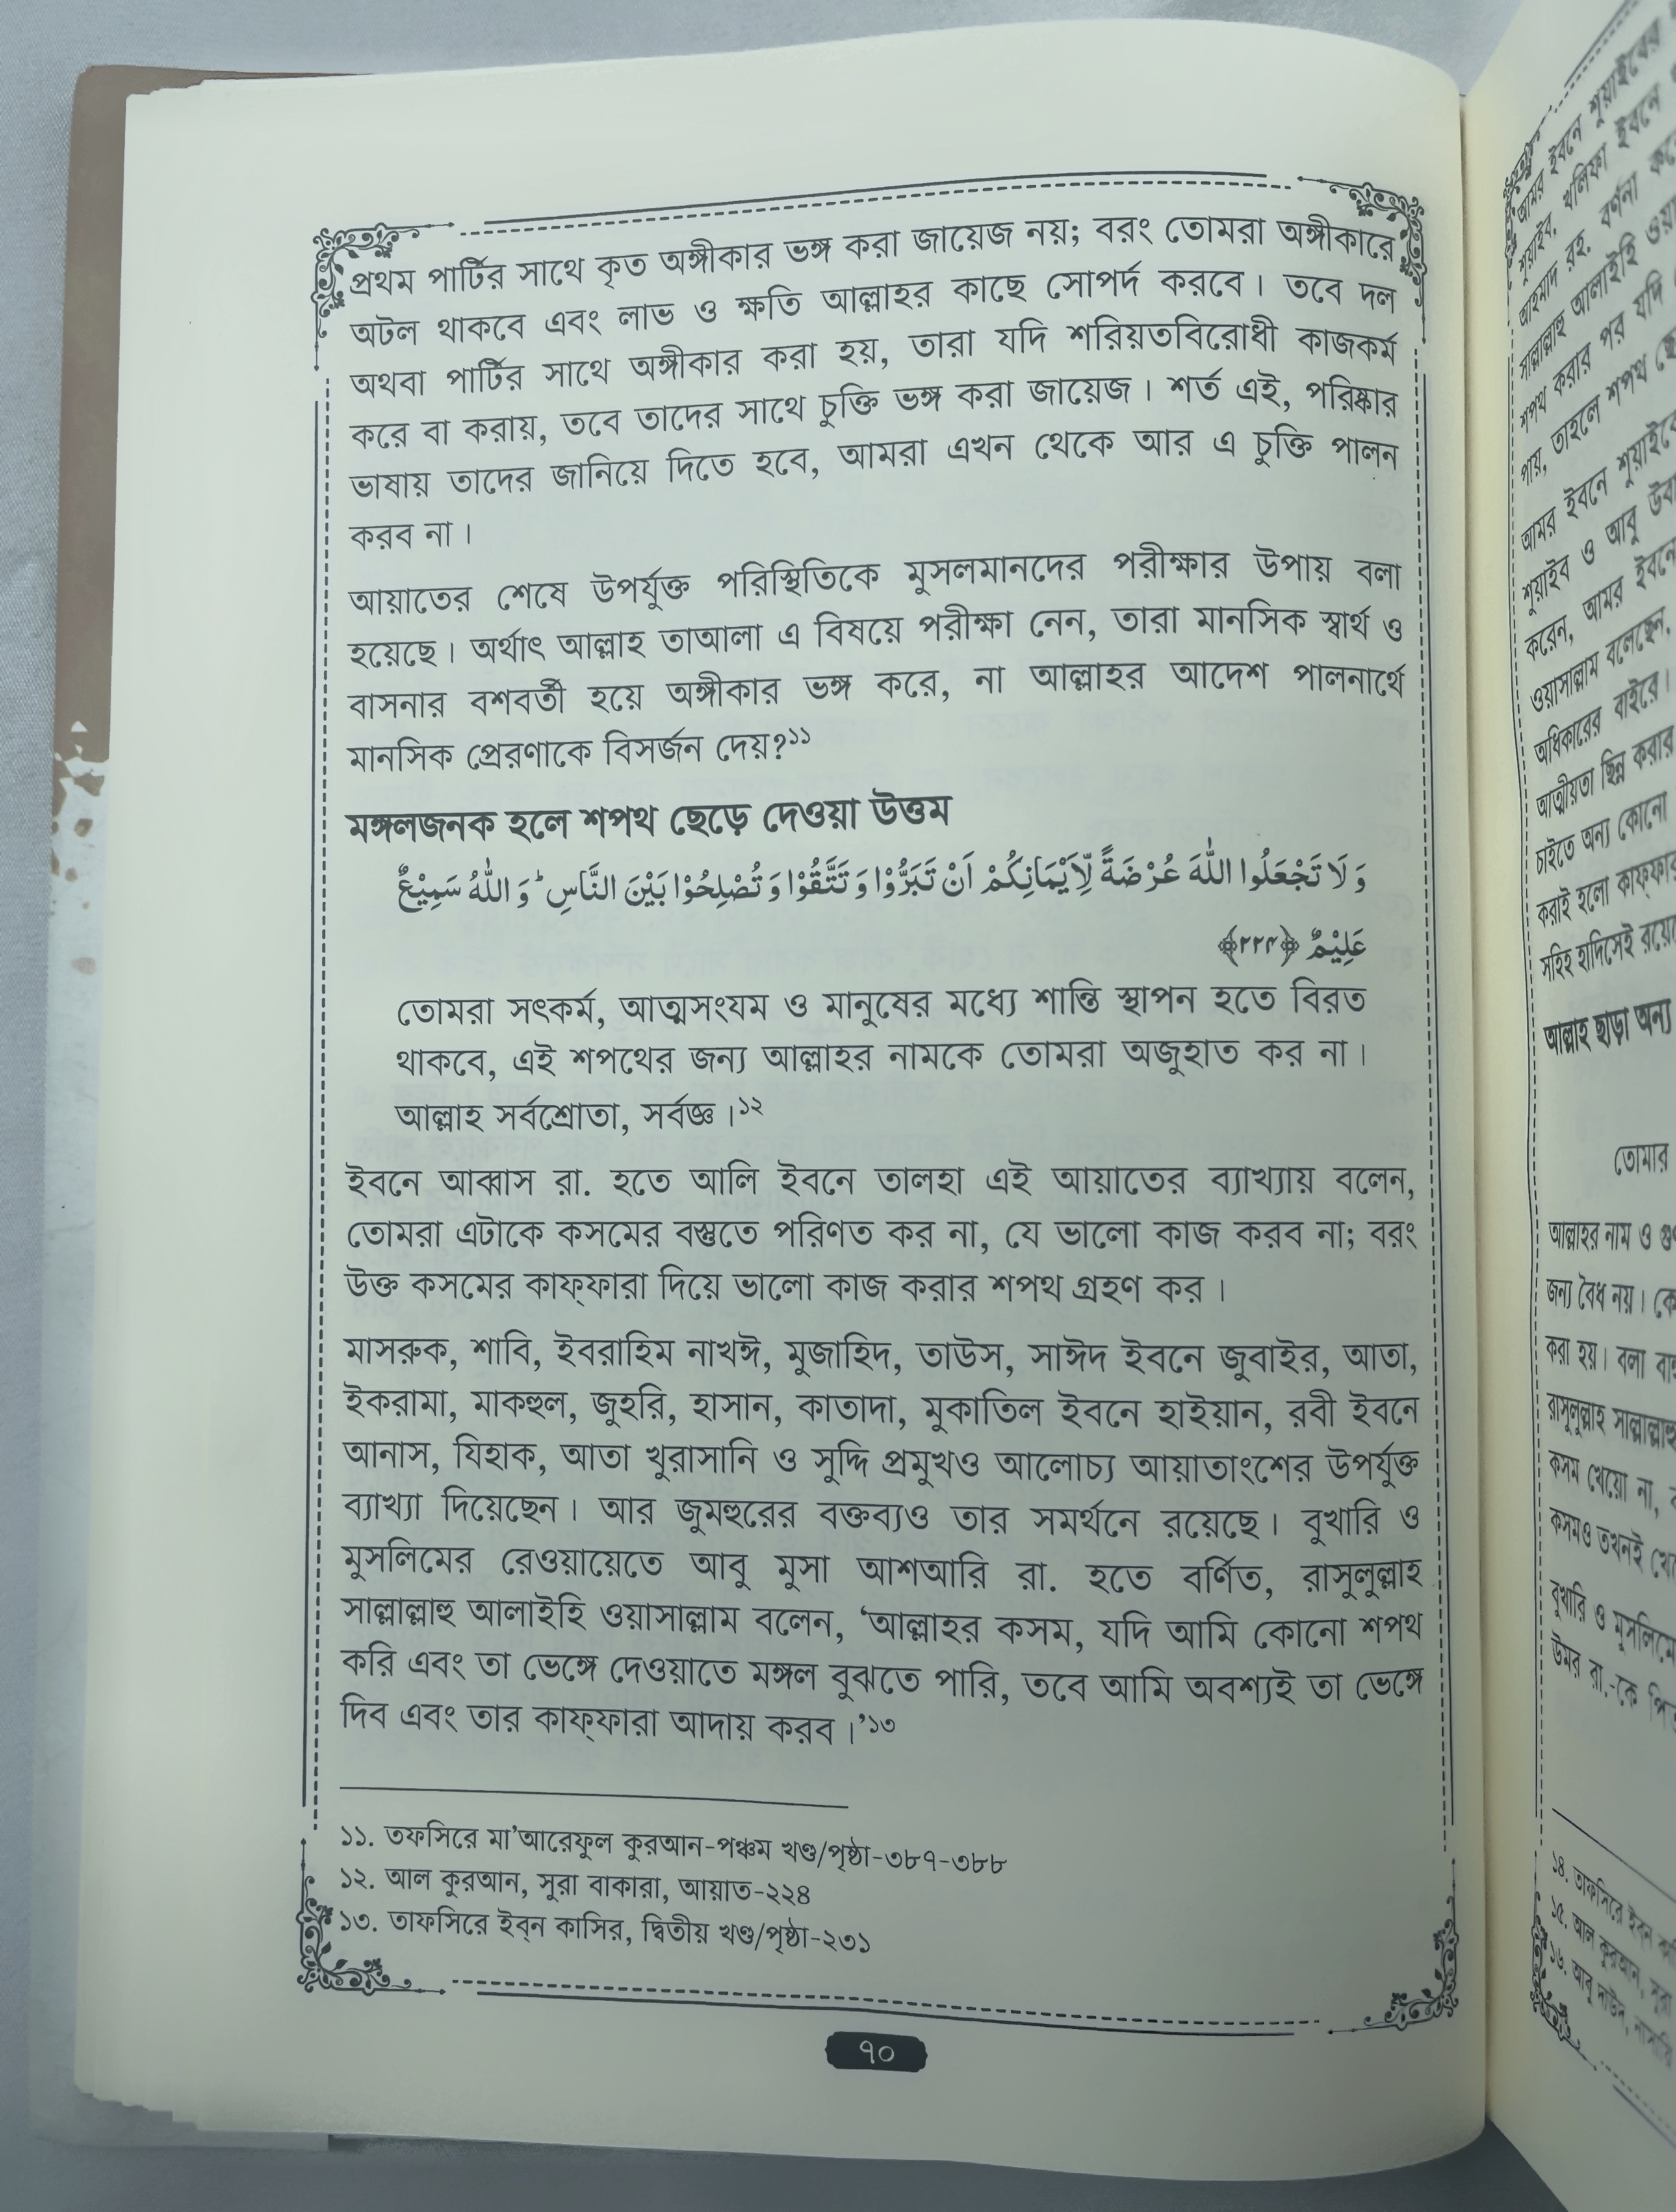 প্রথম পার্টির সাথে কৃত অঙ্গীকার ভঙ্গ করা জায়েজ নয়; বরং তোমরা অঙ্গীকারে
অটল থাকবে এবং লাভ ও ক্ষতি আল্লাহর কাছে সোপর্দ করবে। তবে দল
অথবা পার্টির সাথে অঙ্গীকার করা হয়, তারা যদি শরিয়তবিরোধী কাজকর্ম
করে বা করায়, তবে তাদের সাথে চুক্তি ভঙ্গ করা জায়েজ। শর্ত এই, পরিষ্কার
ভাষায় তাদের জানিয়ে দিতে হবে, আমরা এখন থেকে আর এ চুক্তি পালন
করব না।
আয়াতের শেষে উপর্যুক্ত পরিস্থিতিকে মুসলমানদের পরীক্ষার উপায় বলা
হয়েছে। অর্থাৎ আল্লাহ তাআলা এ বিষয়ে পরীক্ষা নেন, তারা মানসিক স্বার্থ ও
বাসনার বশবর্তী হয়ে অঙ্গীকার ভঙ্গ করে, না আল্লাহর আদেশ পালনার্থে
মানসিক প্রেরণাকে বিসর্জন দেয়?১১
মঙ্গলজনক হলে শপথ ছেড়ে দেওয়া উত্তম
وَ لَا تَجْعَلُوا اللّٰهَ عُرْضَةً لِّاَيْمَانِكُمْ اَنْ تَبَرُّوْا وَ تَتَّقُوْا وَ تُصْلِحُوْا بَيْنَ النَّاسِ ؕ وَ اللّٰهُ سَمِيْعٌ
عَلِيْمٌ ﴿۲۲۴﴾
তোমরা সৎকর্ম, আত্মসংযম ও মানুষের মধ্যে শান্তি স্থাপন হতে বিরত
থাকবে, এই শপথের জন্য আল্লাহর নামকে তোমরা অজুহাত কর না।
আল্লাহ সর্বশ্রোতা, সর্বজ্ঞ।১২
ইবনে আব্বাস রা. হতে আলি ইবনে তালহা এই আয়াতের ব্যাখ্যায় বলেন,
তোমরা এটাকে কসমের বস্তুতে পরিণত কর না, যে ভালো কাজ করব না; বরং
উক্ত কসমের কাফ্ফারা দিয়ে ভালো কাজ করার শপথ গ্রহণ কর।
মাসরুক, শাবি, ইবরাহিম নাখঈ, মুজাহিদ, তাউস, সাঈদ ইবনে জুবাইর, আতা,
ইকরামা, মাকহুল, জুহরি, হাসান, কাতাদা, মুকাতিল ইবনে হাইয়ান, রবী ইবনে
আনাস, যিহাক, আতা খুরাসানি ও সুদ্দি প্রমুখও আলোচ্য আয়াতাংশের উপর্যুক্ত
ব্যাখ্যা দিয়েছেন। আর জুমহুরের বক্তব্যও তার সমর্থনে রয়েছে। বুখারি ও
মুসলিমের রেওয়ায়েতে আবু মুসা আশআরি রা. হতে বর্ণিত, রাসুলুল্লাহ
সাল্লাল্লাহু আলাইহি ওয়াসাল্লাম বলেন, ‘আল্লাহর কসম, যদি আমি কোনো শপথ
করি এবং তা ভেঙ্গে দেওয়াতে মঙ্গল বুঝতে পারি, তবে আমি অবশ্যই তা ভেঙ্গে
দিব এবং তার কাফ্ফারা আদায় করব।’১৩
১১. তফসিরে মা’আরেফুল কুরআন-পঞ্চম খণ্ড/পৃষ্ঠা-৩৮৭-৩৮৮
১২. আল কুরআন, সুরা বাকারা, আয়াত-২২৪
১৩. তাফসিরে ইব্ন কাসির, দ্বিতীয় খণ্ড/পৃষ্ঠা-২৩১
৭০
আমর ইবনে শুয়াইবের
শুয়াইব, খলিফা ইবনে
আহমাদ রহ. বর্ণনা
সাল্লাল্লাহু আলাইহি
শপথ করার পর যদি
পায়, তাহলে শপথ
আমর ইবনে
শুয়াইব ও আবু
করেন, আমর ইবনে
ওয়াসাল্লাম বলেছেন,
অধিকারের বাইরে।
আত্মীয়তা ছিন্ন করার
চাইতে অন্য কোনো
করাই হলো
সহিহ হাদিসেই
আল্লাহ ছাড়া অন্য
তোমার
আল্লাহর নাম ও
জন্য বৈধ নয়।
করা হয়। বলা
রাসুলুল্লাহ
কসম খেয়ো না,
কসমও তখনই
বুখারি ও
উমর রা.-কে
১৪. তাফসিরে ইব্ন
১৫. আল কুরআন, সুরা
১৬. আবু দাউদ,